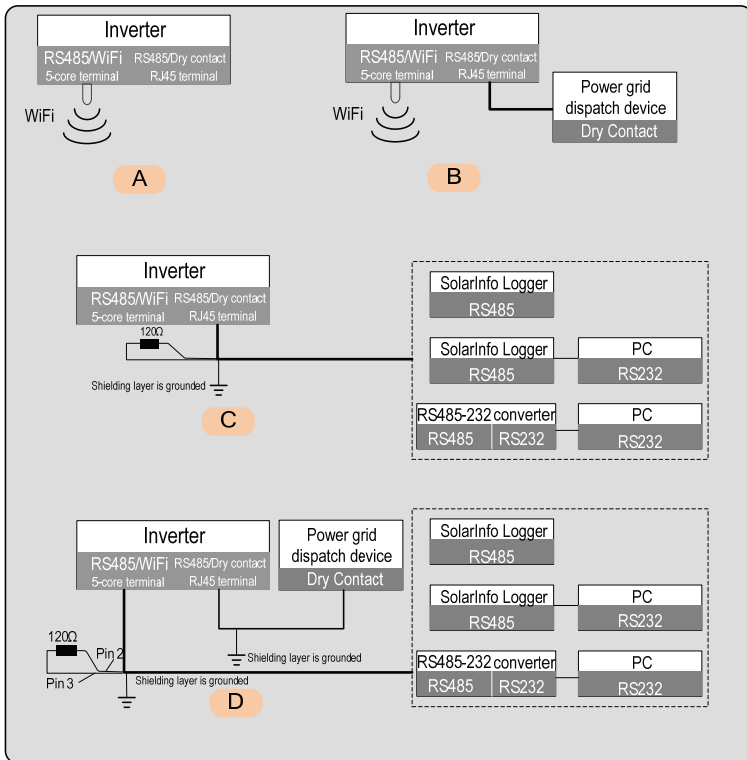 Inverter
RS485/WiFi RS485/Dry contact
5-core terminal RJ45 terminal
WiFi
A
Inverter
RS485/WiFi RS485/Dry contact
5-core terminal RJ45 terminal
WiFi
Power grid
dispatch device
Dry Contact
B
Inverter
RS485/WiFi RS485/Dry contact
5-core terminal RJ45 terminal
120Ω
Shielding layer is grounded
C
SolarInfo Logger
RS485
SolarInfo Logger
RS485
PC
RS232
RS485-232 converter
RS485 RS232
PC
RS232
Inverter
RS485/WiFi RS485/Dry contact
5-core terminal RJ45 terminal
Power grid
dispatch device
Dry Contact
Shielding layer is grounded
120Ω
Pin 2
Pin 3
Shielding layer is grounded
D
SolarInfo Logger
RS485
SolarInfo Logger
RS485
PC
RS232
RS485-232 converter
RS485 RS232
PC
RS232